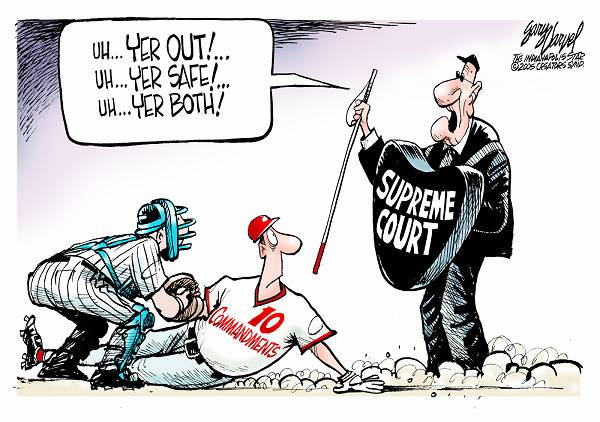 UH... YER OUT!...
UH... YER SAFE!...
UH... YER BOTH!
Gary Varvel
THE INDIANAPOLIS STAR
©2005 CREATORS SYND.
SUPREME
COURT
10
COMMANDMENTS